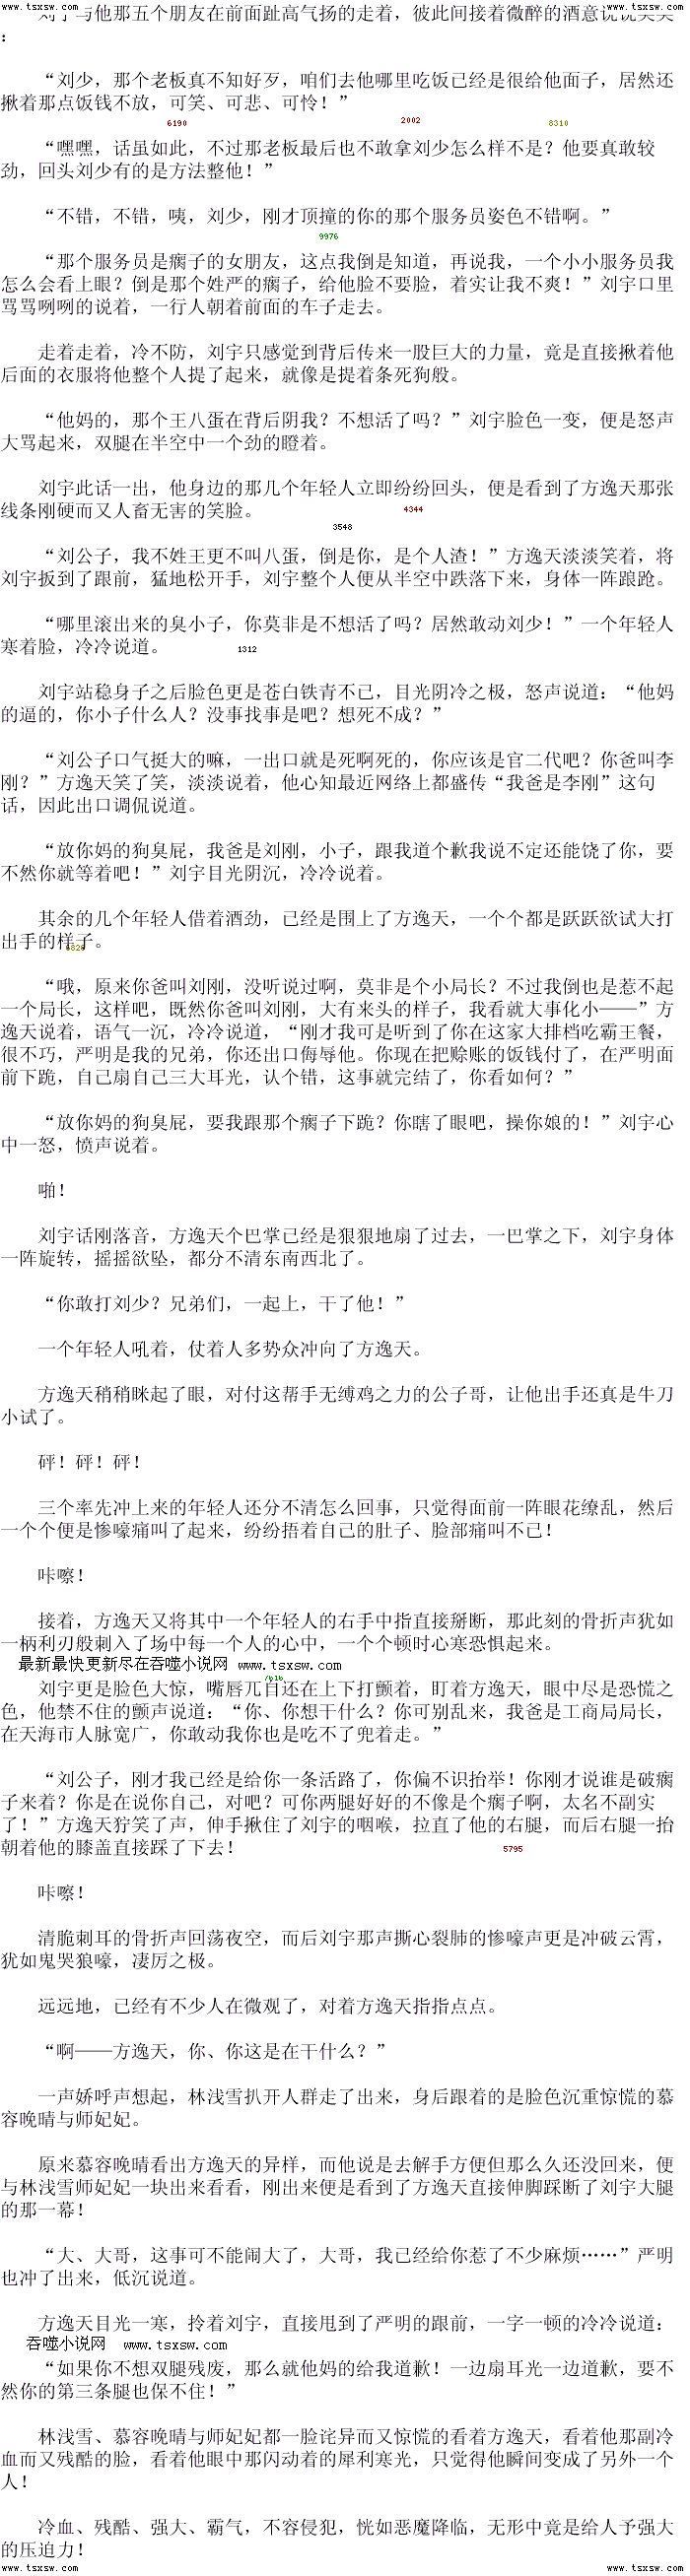 www.tsxsw.com www.tsxsw.com
刘宇与他那五个朋友在前面趾高气扬的走着，彼此间接着微醉的酒意说说笑笑
：
“刘少，那个老板真不知好歹，咱们去他哪里吃饭已经是很给他面子，居然还
揪着那点饭钱不放，可笑、可悲、可怜！”
6190 2002 8310
“嘿嘿，话虽如此，不过那老板最后也不敢拿刘少怎么样不是？他要真敢较
劲，回头刘少有的是方法整他！”
“不错，不错，咦，刘少，刚才顶撞的你的那个服务员姿色不错啊。”
9976
“那个服务员是瘸子的女朋友，这点我倒是知道，再说我，一个小小服务员我
怎么会看上眼？倒是那个姓严的瘸子，给他脸不要脸，着实让我不爽！”刘宇口里
骂骂咧咧的说着，一行人朝着前面的车子走去。
走着走着，冷不防，刘宇只感觉到背后传来一股巨大的力量，竟是直接揪着他
后面的衣服将他整个人提了起来，就像是提着条死狗般。
“他妈的，那个王八蛋在背后阴我？不想活了吗？”刘宇脸色一变，便是怒声
大骂起来，双腿在半空中一个劲的瞪着。
刘宇此话一出，他身边的那几个年轻人立即纷纷回头，便是看到了方逸天那张
线条刚硬而又人畜无害的笑脸。
4344
3548
“刘公子，我不姓王更不叫八蛋，倒是你，是个人渣！”方逸天淡淡笑着，将
刘宇扳到了跟前，猛地松开手，刘宇整个人便从半空中跌落下来，身体一阵踉跄。
“哪里滚出来的臭小子，你莫非是不想活了吗？居然敢动刘少！”一个年轻人
寒着脸，冷冷说道。
1312
刘宇站稳身子之后脸色更是苍白铁青不已，目光阴冷之极，怒声说道：“他妈
的逼的，你小子什么人？没事找事是吧？想死不成？”
“刘公子口气挺大的嘛，一出口就是死啊死的，你应该是官二代吧？你爸叫李
刚？”方逸天笑了笑，淡淡说着，他心知最近网络上都盛传“我爸是李刚”这句
话，因此出口调侃说道。
“放你妈的狗臭屁，我爸是刘刚，小子，跟我道个歉我说不定还能饶了你，要
不然你就等着吧！”刘宇目光阴沉，冷冷说着。
其余的几个年轻人借着酒劲，已经是围上了方逸天，一个个都是跃跃欲试大打
出手的样子。
“哦，原来你爸叫刘刚，没听说过啊，莫非是个小局长？不过我倒也是惹不起
一个局长，这样吧，既然你爸叫刘刚，大有来头的样子，我看就大事化小——”方
逸天说着，语气一沉，冷冷说道，“刚才我可是听到了你在这家大排档吃霸王餐，
很不巧，严明是我的兄弟，你还出口侮辱他。你现在把赊账的饭钱付了，在严明面
前下跪，自己扇自己三大耳光，认个错，这事就完结了，你看如何？”
“放你妈的狗臭屁，要我跟那个瘸子下跪？你瞎了眼吧，操你娘的！”刘宇心
中一怒，愤声说着。
啪！
刘宇话刚落音，方逸天个巴掌已经是狠狠地扇了过去，一巴掌之下，刘宇身体
一阵旋转，摇摇欲坠，都分不清东南西北了。
“你敢打刘少？兄弟们，一起上，干了他！”
一个年轻人吼着，仗着人多势众冲向了方逸天。
方逸天稍稍眯起了眼，对付这帮手无缚鸡之力的公子哥，让他出手还真是牛刀
小试了。
砰！砰！砰！
三个率先冲上来的年轻人还分不清怎么回事，只觉得面前一阵眼花缭乱，然后
一个个便是惨嚎痛叫了起来，纷纷捂着自己的肚子、脸部痛叫不已！
咔嚓！
接着，方逸天又将其中一个年轻人的右手中指直接掰断，那此刻的骨折声犹如
一柄利刃般刺入了场中每一个人的心中，一个个顿时心寒恐惧起来。
最新最快更新尽在吞噬小说网 www.tsxsw.com
刘宇更是脸色大惊，嘴唇兀自还在上下打颤着，盯着方逸天，眼中尽是恐慌之
色，他禁不住的颤声说道：“你、你想干什么？你可别乱来，我爸是工商局局长，
在天海市人脉宽广，你敢动我你也是吃不了兜着走。”
“刘公子，刚才我已经是给你一条活路了，你偏不识抬举！你刚才说谁是破瘸
子来着？你是在说你自己，对吧？可你两腿好好的不像是个瘸子啊，太名不副实
了！”方逸天狞笑了声，伸手揪住了刘宇的咽喉，拉直了他的右腿，而后右腿一抬
朝着他的膝盖直接踩了下去！
5795
咔嚓！
清脆刺耳的骨折声回荡夜空，而后刘宇那声撕心裂肺的惨嚎声更是冲破云霄，
犹如鬼哭狼嚎，凄厉之极。
远远地，已经有不少人在微观了，对着方逸天指指点点。
“啊——方逸天，你、你这是在干什么？”
一声娇呼声想起，林浅雪扒开人群走了出来，身后跟着的是脸色沉重惊慌的慕
容晚晴与师妃妃。
原来慕容晚晴看出方逸天的异样，而他说是去解手方便但那么久还没回来，便
与林浅雪师妃妃一块出来看看，刚出来便是看到了方逸天直接伸脚踩断了刘宇大腿
的那一幕！
“大、大哥，这事可不能闹大了，大哥，我已经给你惹了不少麻烦……”严明
也冲了出来，低沉说道。
方逸天目光一寒，拎着刘宇，直接甩到了严明的跟前，一字一顿的冷冷说道：
吞噬小说网 www.tsxsw.com
“如果你不想双腿残废，那么就他妈的给我道歉！一边扇耳光一边道歉，要不
然你的第三条腿也保不住！”
林浅雪、慕容晚晴与师妃妃都一脸诧异而又惊慌的看着方逸天，看着他那副冷
血而又残酷的脸，看着他眼中那闪动着的犀利寒光，只觉得他瞬间变成了另外一个
人！
冷血、残酷、强大、霸气，不容侵犯，恍如恶魔降临，无形中竟是给人予强大
的压迫力！
www.tsxsw.com www.tsxsw.com